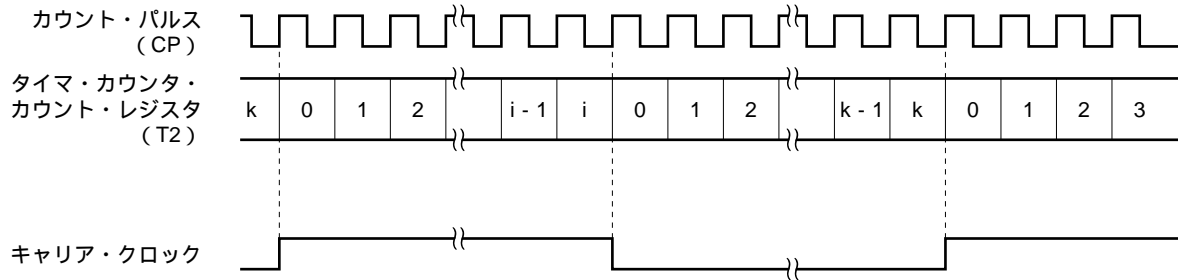 カウント・パルス
（CP）
タイマ・カウンタ・
カウント・レジスタ
（T2）
k 0 1 2 i - 1 i 0 1 2 k - 1 k 0 1 2 3
キャリア・クロック